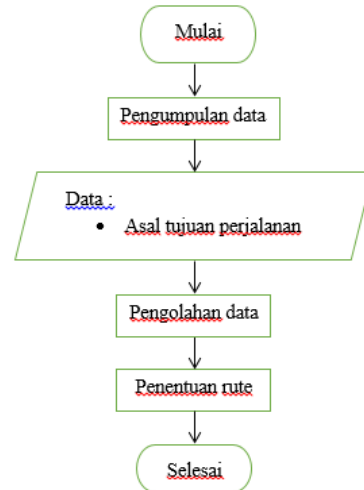 Mulai
Pengumpulan data
Data :
• Asal tujuan perjalanan
Pengolahan data
Penentuan rute
Selesai